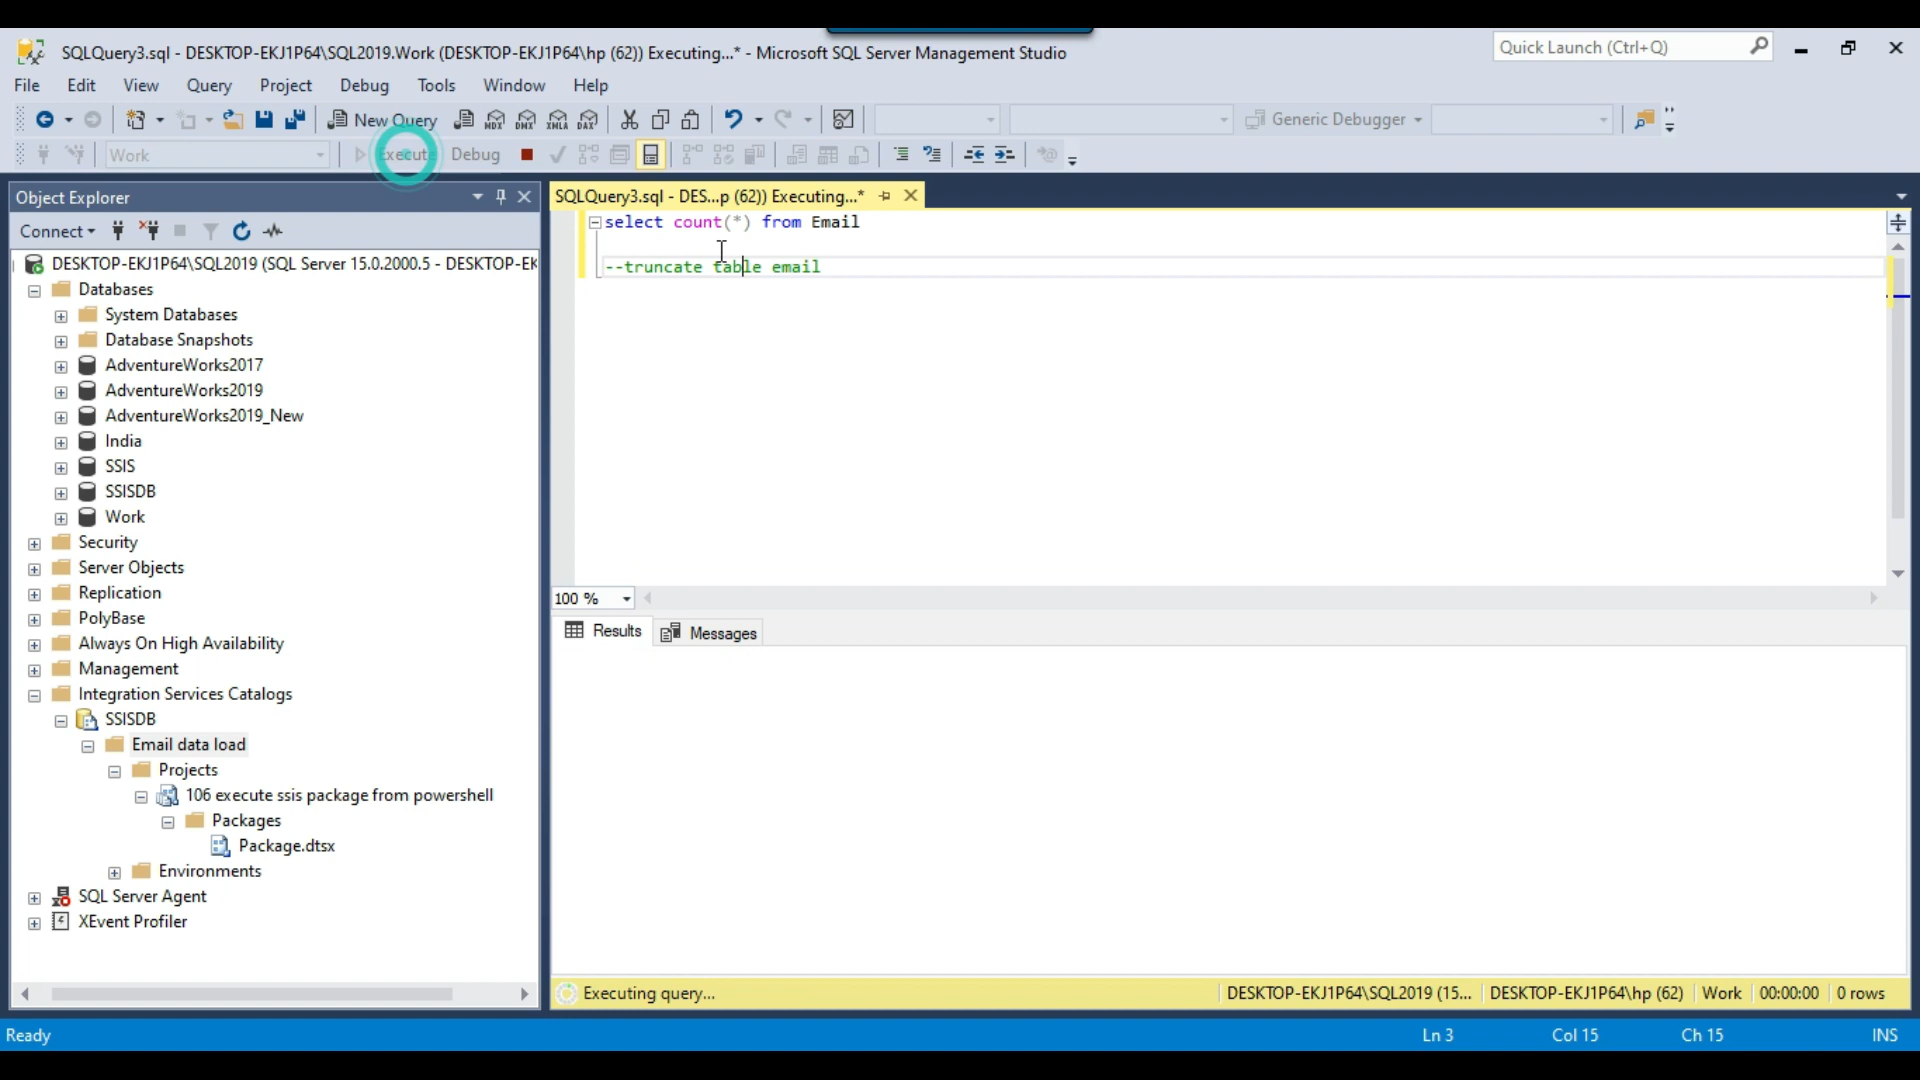 SQLQuery3.sql - DESKTOP-EKJ1P64\SQL2019.Work (DESKTOP-EKJ1P64\hp (62)) Executing...* - Microsoft SQL Server Management Studio
Quick Launch (Ctrl+Q)
File Edit View Query Project Debug Tools Window Help
New Query MDX DMX XMLA DAX Generic Debugger
Work Execute Debug
Object Explorer
Connect
DESKTOP-EKJ1P64\SQL2019 (SQL Server 15.0.2000.5 - DESKTOP-EK
Databases
System Databases
Database Snapshots
AdventureWorks2017
AdventureWorks2019
AdventureWorks2019_New
India
SSIS
SSISDB
Work
Security
Server Objects
Replication
PolyBase
Always On High Availability
Management
Integration Services Catalogs
SSISDB
Email data load
Projects
106 execute ssis package from powershell
Packages
Package.dtsx
Environments
SQL Server Agent
XEvent Profiler
SQLQuery3.sql - DES...p (62)) Executing...*
select count(*) from Email
--truncate table email
100 %
Results Messages
Executing query...
DESKTOP-EKJ1P64\SQL2019 (15... DESKTOP-EKJ1P64\hp (62) Work 00:00:00 0 rows
Ready Ln 3 Col 15 Ch 15 INS